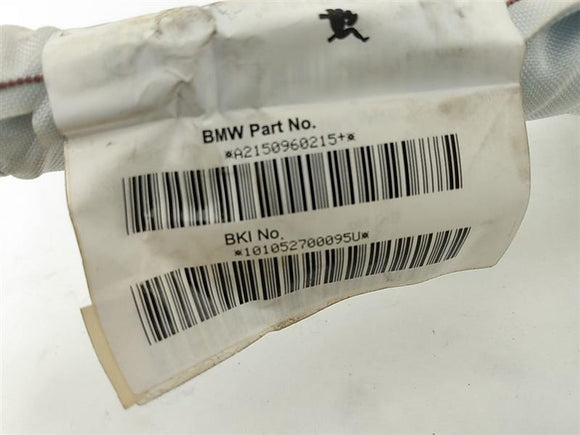 BMW Part No.
*A2150960215+*
BKI No.
*101052700095U*